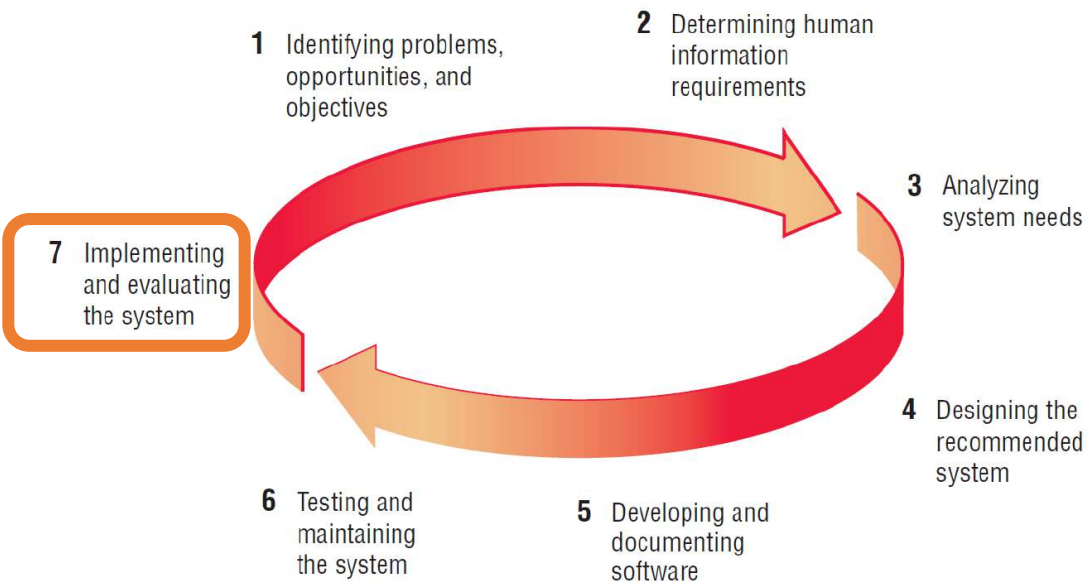 1 Identifying problems,
opportunities, and
objectives
2 Determining human
information
requirements
3 Analyzing
system needs
4 Designing the
recommended
system
5 Developing and
documenting
software
6 Testing and
maintaining
the system
7 Implementing
and evaluating
the system